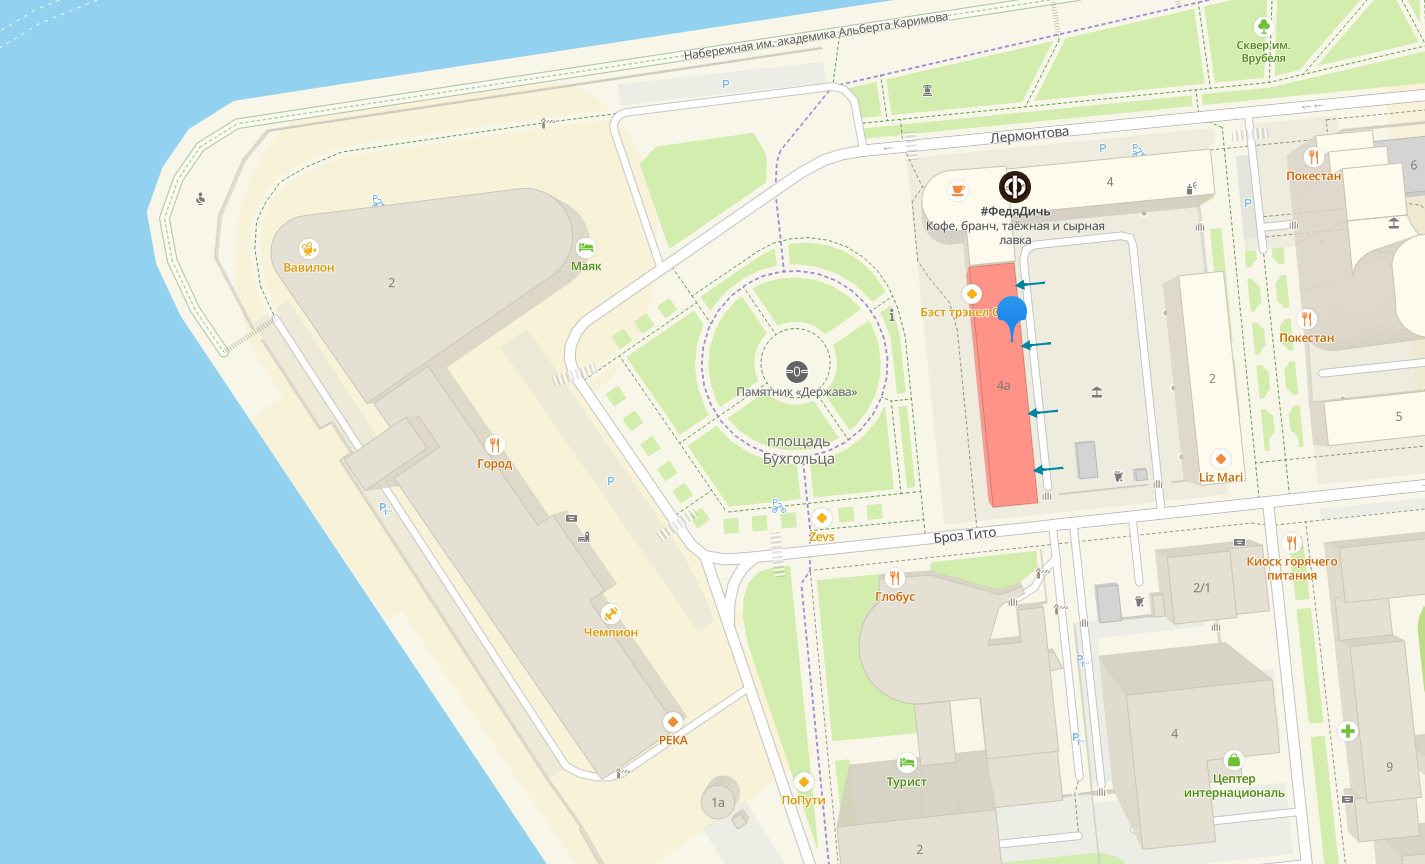 Набережная им. академика Альберта Каримова
Сквер им.
Врубеля
P
Лермонтова
P
Покестан
6
4
#ФедяДичь
Кофе, бранч, таёжная и сырная
лавка
P
Вавилон
2
Маяк
Бэст трэвел
Покестан
4а
2
Памятник «Держава»
5
площадь
Бухгольца
Город
P
Liz Mari
P
Zevs
Броз Тито
Киоск горячего
питания
Глобус
2/1
Чемпион
P
РЕКА
4
P
9
Турист
Цептер
интернациональ
1а
ПоПути
2